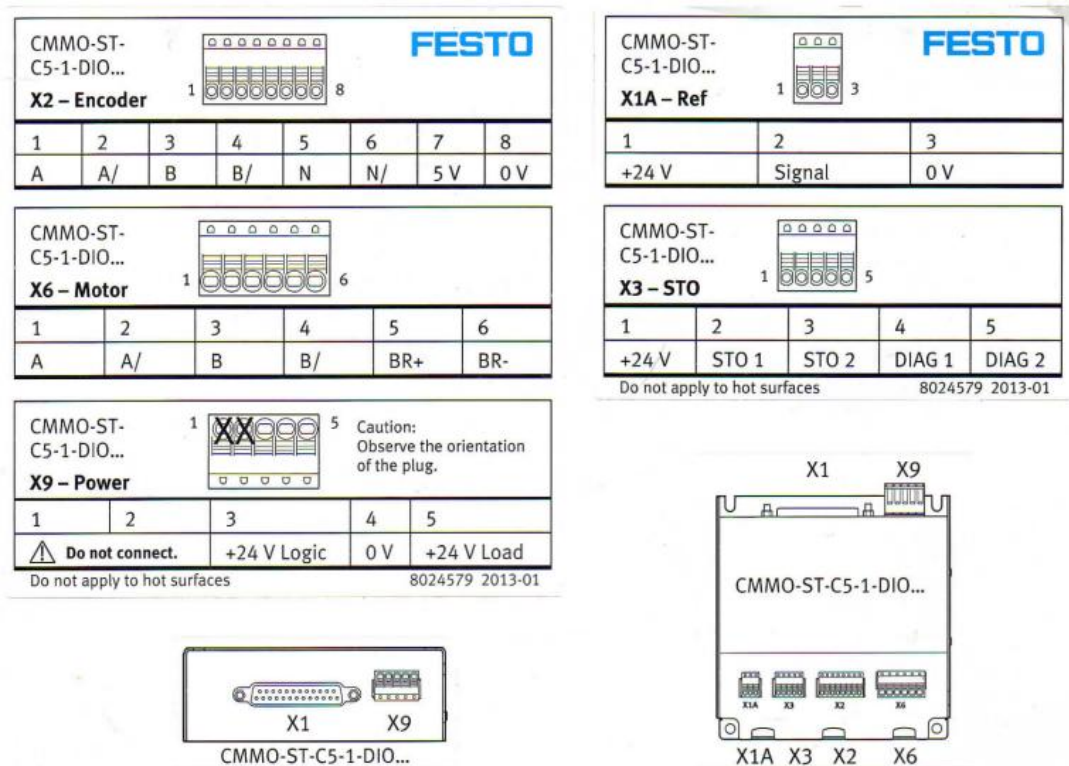 CMMO-ST-
C5-1-DIO...
X2 – Encoder
1 8
FESTO
1 2 3 4 5 6 7 8
A A/ B B/ N N/ 5 V 0 V
CMMO-ST-
C5-1-DIO...
X6 – Motor
1 6
1 2 3 4 5 6
A A/ B B/ BR+ BR-
CMMO-ST-
C5-1-DIO...
X9 – Power
1 XX 5
Caution:
Observe the orientation
of the plug.
1 2 3 4 5
Do not connect. +24 V Logic 0 V +24 V Load
Do not apply to hot surfaces 8024579 2013-01
CMMO-ST-
C5-1-DIO...
X1A – Ref
1 3
FESTO
1 2 3
+24 V Signal 0 V
CMMO-ST-
C5-1-DIO...
X3 – STO
1 5
1 2 3 4 5
+24 V STO 1 STO 2 DIAG 1 DIAG 2
Do not apply to hot surfaces 8024579 2013-01
X1 X9
CMMO-ST-C5-1-DIO...
X1 X9
CMMO-ST-C5-1-DIO...
X1A X3 X2 X6
X1A X3 X2 X6